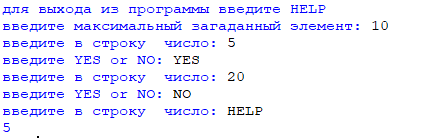 для выхода из программы введите HELP
введите максимальный загаданный элемент: 10
введите в строку  число: 5
введите YES or NO: YES
введите в строку  число: 20
введите YES or NO: NO
введите в строку  число: HELP
5